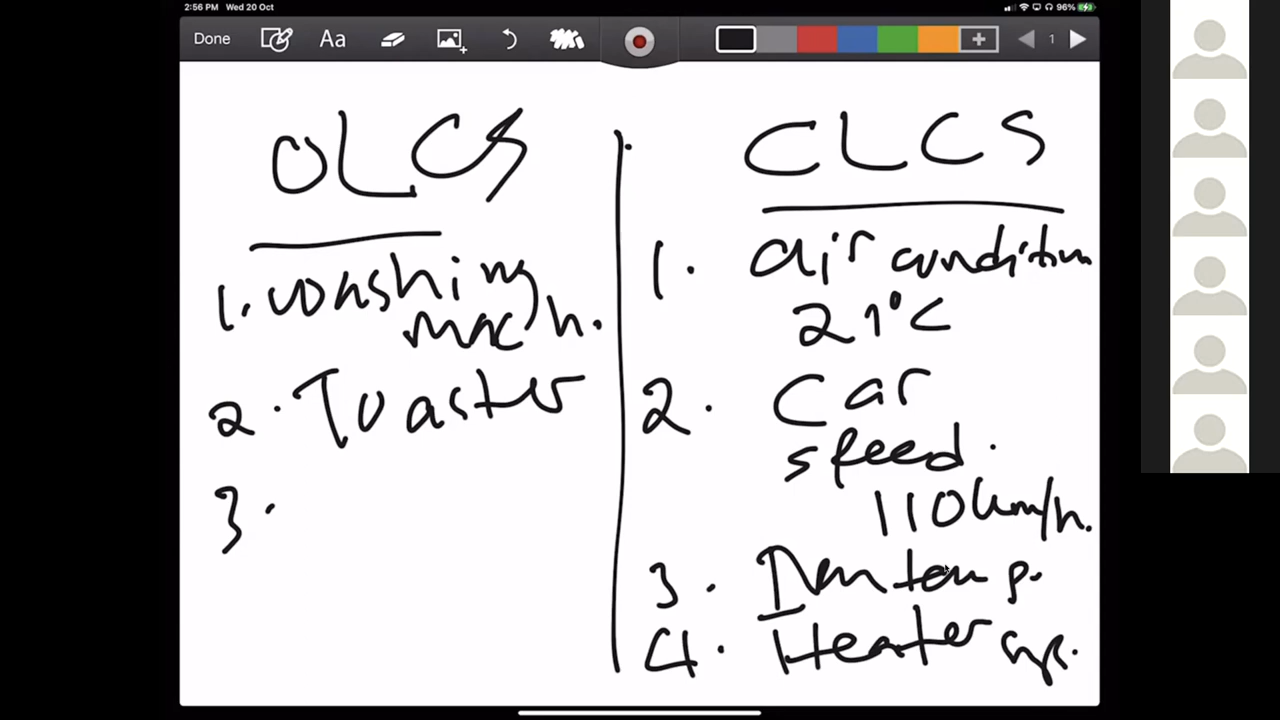 2:56 PM Wed 20 Oct
96%
Done
Aa
1
OLCS
1. washing
mach.
2. Toaster
3.
CLCS
1. air condition
21°C
2. Car
speed.
110km/h.
3. temp.
4. Heater sys.